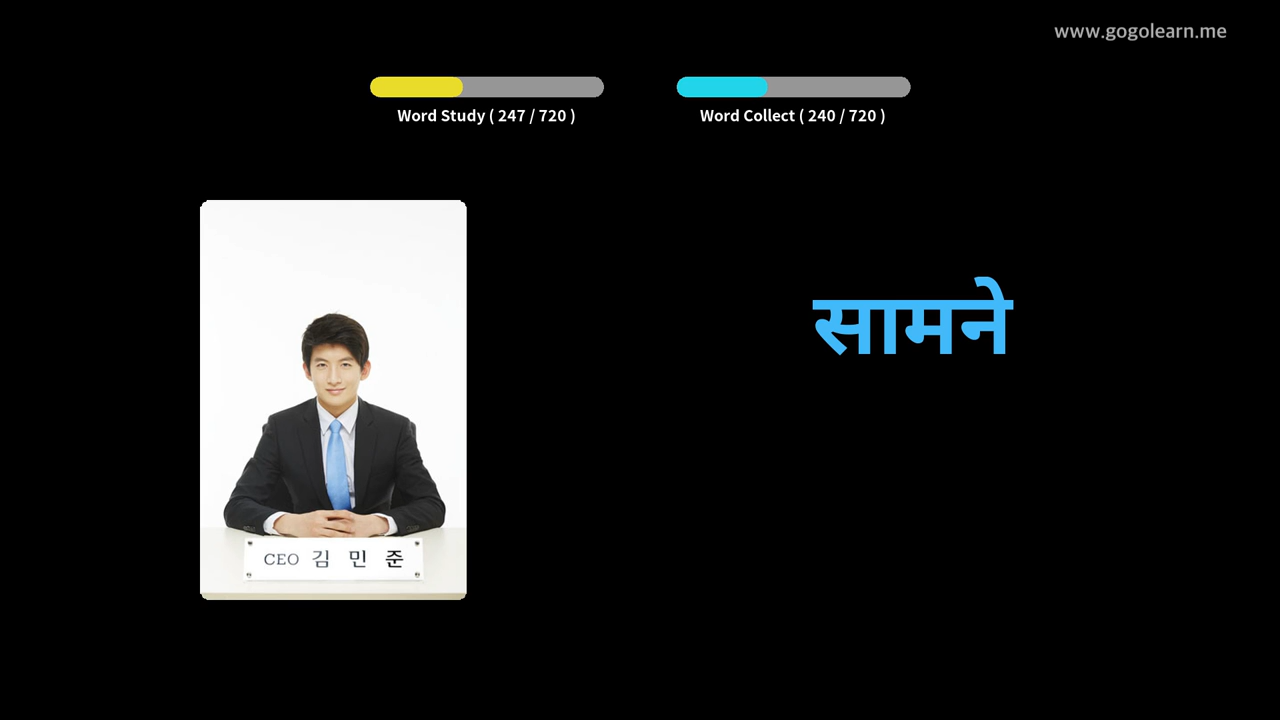 www.gogolearn.me
Word Study ( 247 / 720 )
Word Collect ( 240 / 720 )
सामने
CEO 김 민 준